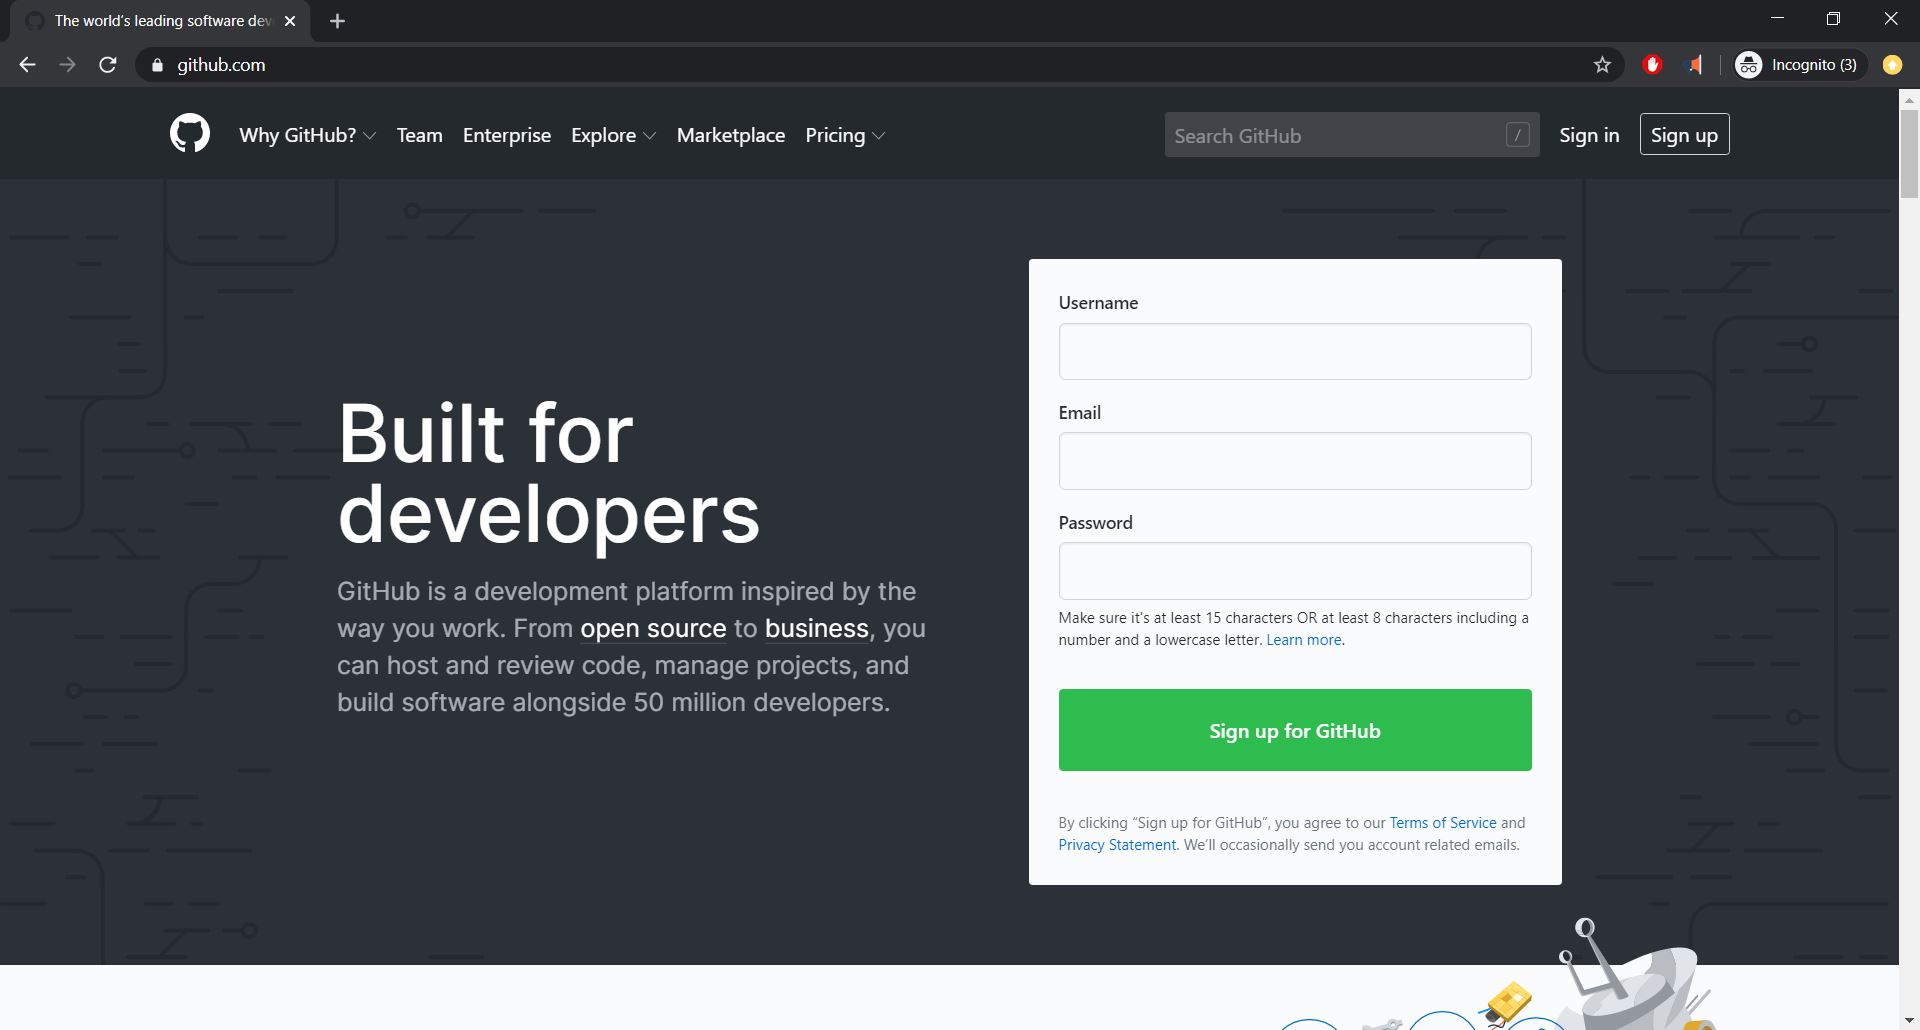 The world's leading software dev
github.com
Incognito (3)
Why GitHub? Team Enterprise Explore Marketplace Pricing
Search GitHub /
Sign in
Sign up
Built for
developers
GitHub is a development platform inspired by the
way you work. From open source to business, you
can host and review code, manage projects, and
build software alongside 50 million developers.
Username
Email
Password
Make sure it's at least 15 characters OR at least 8 characters including a
number and a lowercase letter. Learn more.
Sign up for GitHub
By clicking “Sign up for GitHub”, you agree to our Terms of Service and
Privacy Statement. We’ll occasionally send you account related emails.